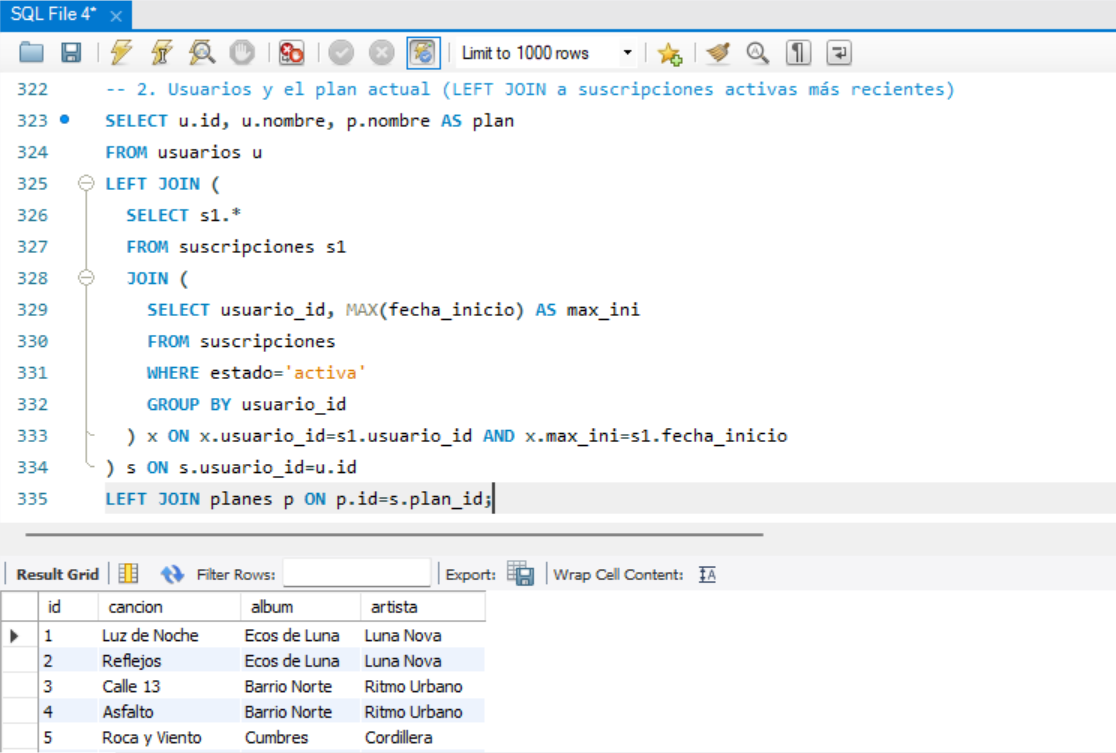 SQL File 4*
Limit to 1000 rows
322 -- 2. Usuarios y el plan actual (LEFT JOIN a suscripciones activas más recientes)
323 SELECT u.id, u.nombre, p.nombre AS plan
324 FROM usuarios u
325 LEFT JOIN (
326 SELECT s1.*
327 FROM suscripciones s1
328 JOIN (
329 SELECT usuario_id, MAX(fecha_inicio) AS max_ini
330 FROM suscripciones
331 WHERE estado='activa'
332 GROUP BY usuario_id
333 ) x ON x.usuario_id=s1.usuario_id AND x.max_ini=s1.fecha_inicio
334 ) s ON s.usuario_id=u.id
335 LEFT JOIN planes p ON p.id=s.plan_id;
Result Grid Filter Rows: Export: Wrap Cell Content: IA
id cancion album artista
1 Luz de Noche Ecos de Luna Luna Nova
2 Reflejos Ecos de Luna Luna Nova
3 Calle 13 Barrio Norte Ritmo Urbano
4 Asfalto Barrio Norte Ritmo Urbano
5 Roca y Viento Cumbres Cordillera